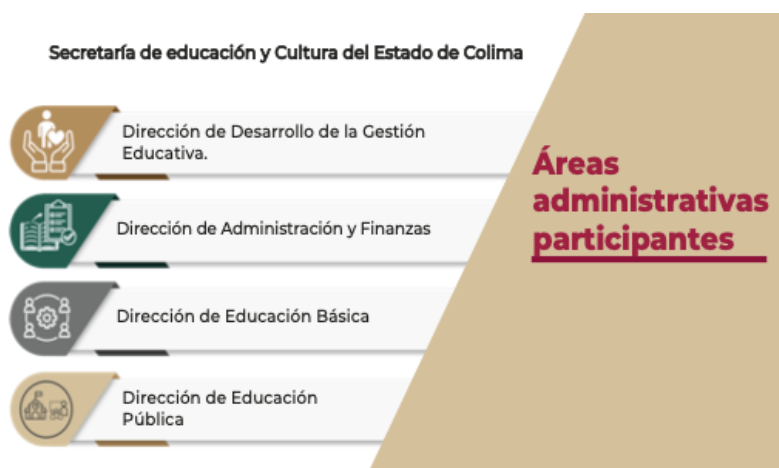 Secretaría de educación y Cultura del Estado de Colima
Dirección de Desarrollo de la Gestión
Educativa.
Dirección de Administración y Finanzas
Dirección de Educación Básica
Dirección de Educación
Pública
Áreas
administrativas
participantes